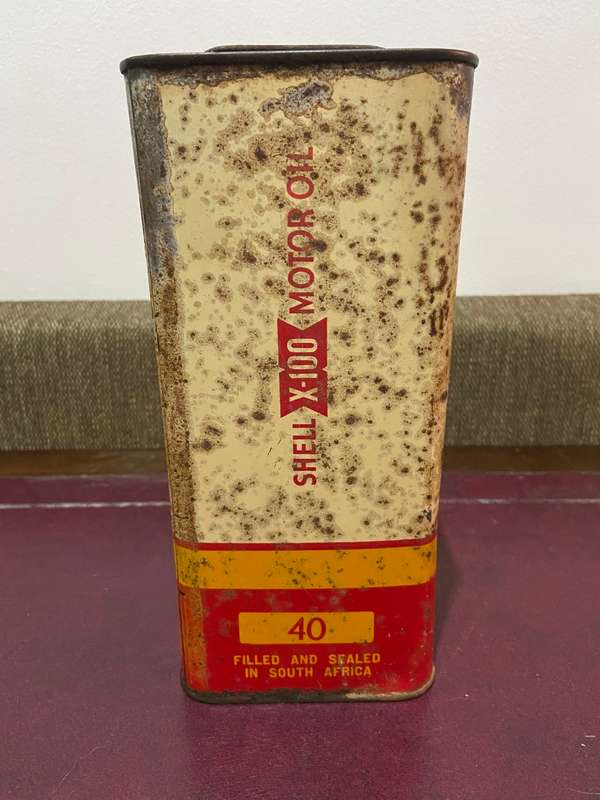 SHELL X-100 MOTOR OIL
40
FILLED AND SEALED
IN SOUTH AFRICA